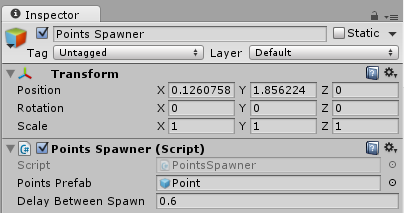 Inspector
Points Spawner Static
Tag Untagged Layer Default
Transform
Position X 0.1260758 Y 1.856224 Z 0
Rotation X 0 Y 0 Z 0
Scale X 1 Y 1 Z 1
Points Spawner (Script)
Script PointsSpawner
Points Prefab Point
Delay Between Spawn 0.6